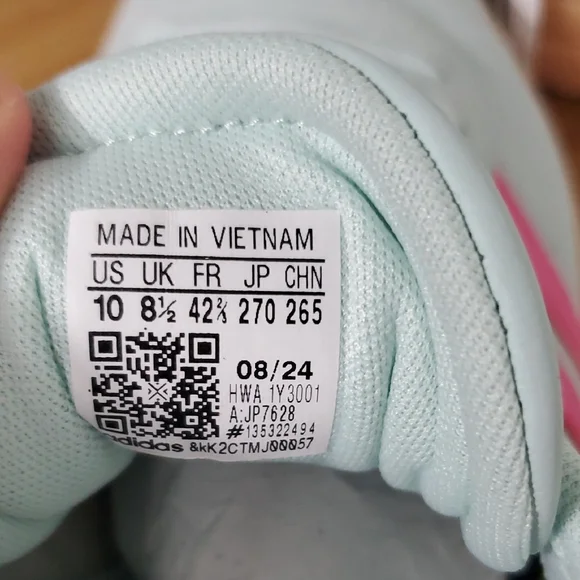 MADE IN VIETNAM
US UK FR JP CHN
10 8½ 42⅔ 270 265
08/24
HWA 1Y3001
A:JP7628
#135322494
adidas &kK2CTMJ00057